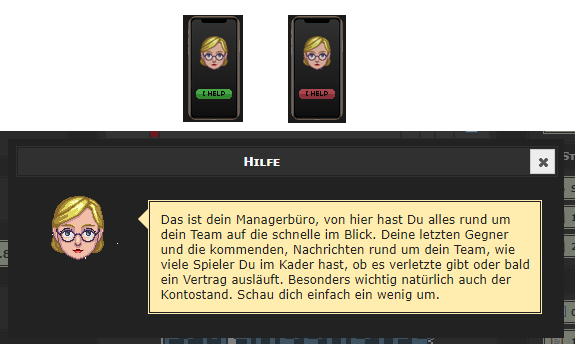 I HELP
I HELP
HILFE
Das ist dein Managerbüro, von hier hast Du alles rund um
dein Team auf die schnelle im Blick. Deine letzten Gegner
und die kommenden, Nachrichten rund um dein Team, wie
viele Spieler Du im Kader hast, ob es verletzte gibt oder bald
ein Vertrag ausläuft. Besonders wichtig natürlich auch der
Kontostand. Schau dich einfach ein wenig um.